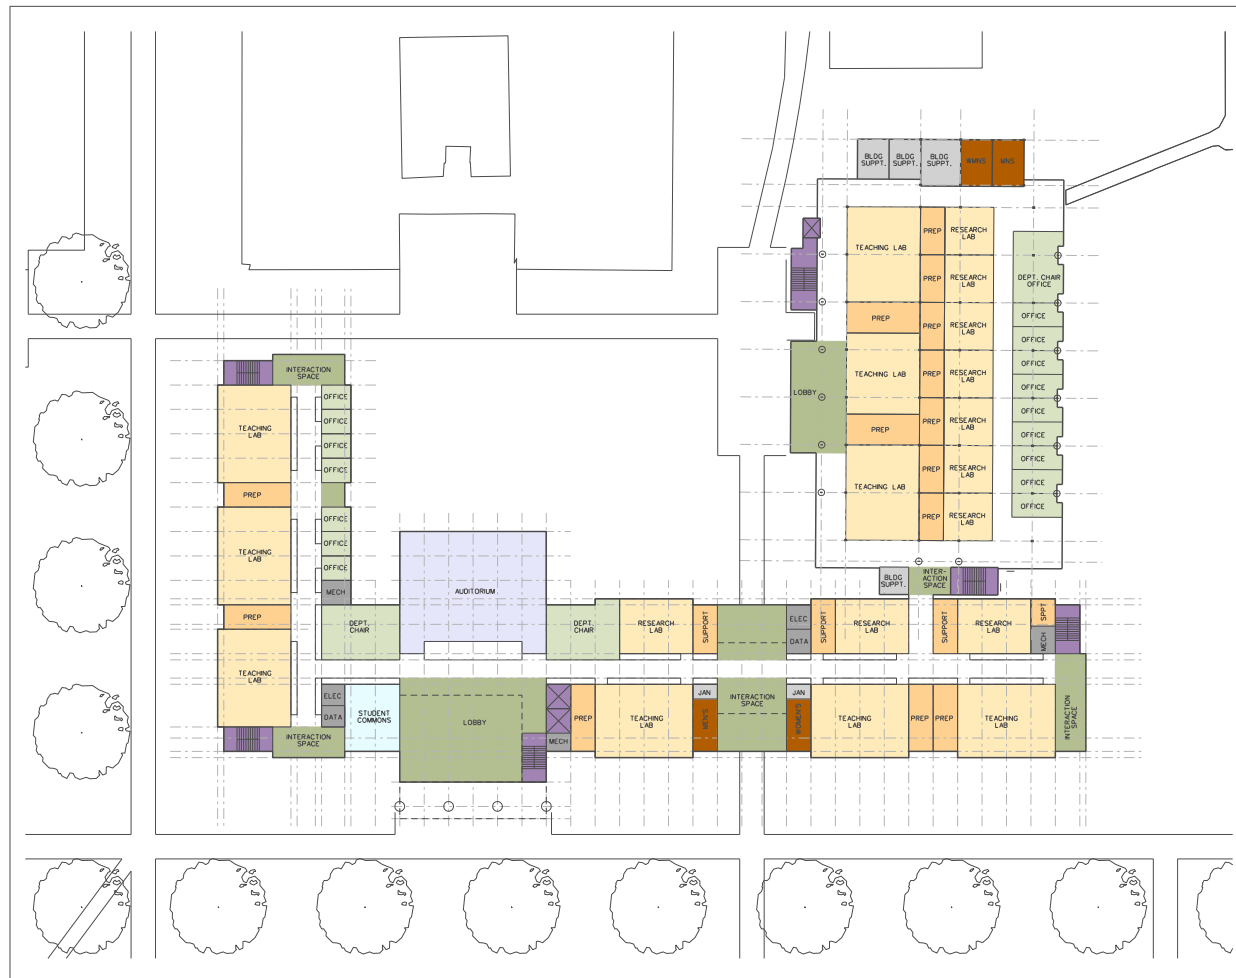 BLDG
SUPPT.
BLDG
SUPPT.
BLDG
SUPPT.
WMNS
MNS
TEACHING LAB
PREP
RESEARCH
LAB
PREP
RESEARCH
LAB
DEPT. CHAIR
OFFICE
PREP
PREP
RESEARCH
LAB
OFFICE
OFFICE
TEACHING LAB
PREP
RESEARCH
LAB
OFFICE
OFFICE
LOBBY
PREP
PREP
RESEARCH
LAB
OFFICE
OFFICE
TEACHING LAB
PREP
RESEARCH
LAB
OFFICE
OFFICE
PREP
RESEARCH
LAB
OFFICE
BLDG
SUPPT.
INTER-
ACTION
SPACE
INTERACTION
SPACE
TEACHING
LAB
OFFICE
OFFICE
OFFICE
OFFICE
PREP
TEACHING
LAB
OFFICE
OFFICE
OFFICE
MECH
PREP
TEACHING
LAB
DEPT.
CHAIR
AUDITORIUM
DEPT.
CHAIR
RESEARCH
LAB
SUPPORT
ELEC
DATA
SUPPORT
RESEARCH
LAB
SUPPORT
RESEARCH
LAB
SPPT
MECH
ELEC
DATA
INTERACTION
SPACE
STUDENT
COMMONS
LOBBY
MECH
PREP
TEACHING
LAB
JAN
MEN'S
INTERACTION
SPACE
JAN
WOMEN'S
TEACHING
LAB
PREP
PREP
TEACHING
LAB
INTERACTION
SPACE